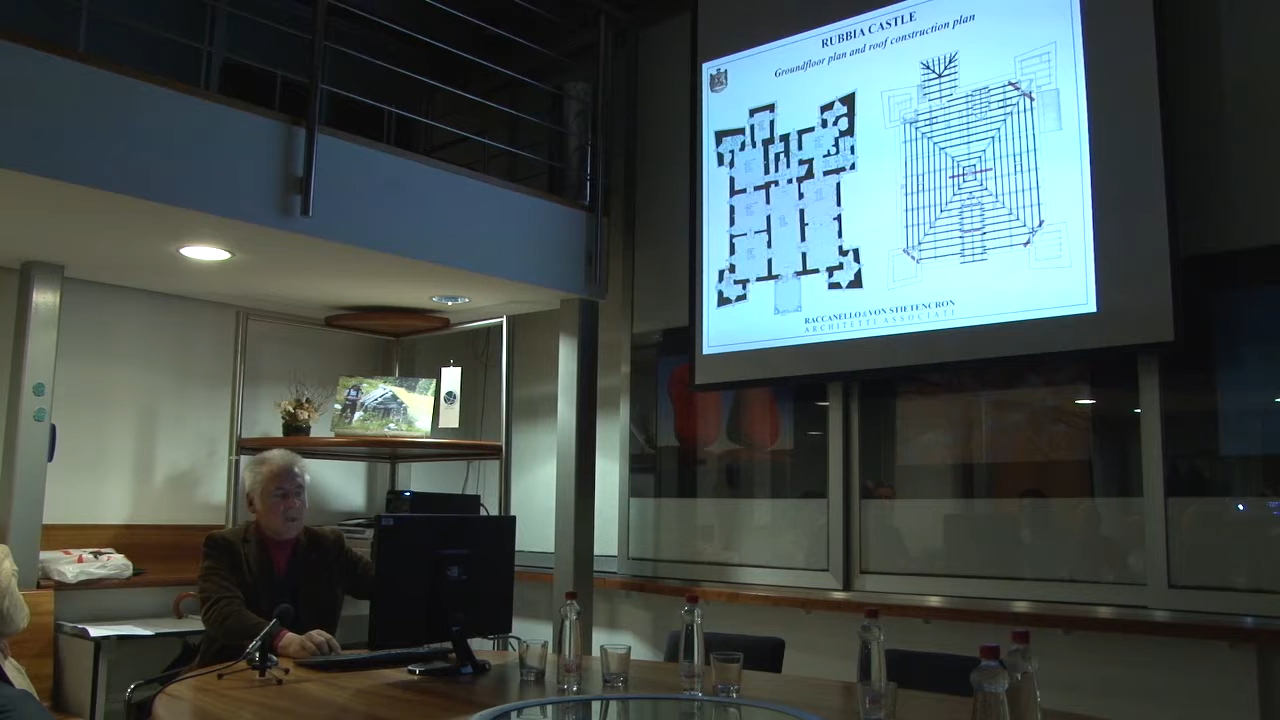 RUBBIA CASTLE
Groundfloor plan and roof construction plan
RACCANELLO & VON STIETENCRON
ARCHITETTI ASSOCIATI